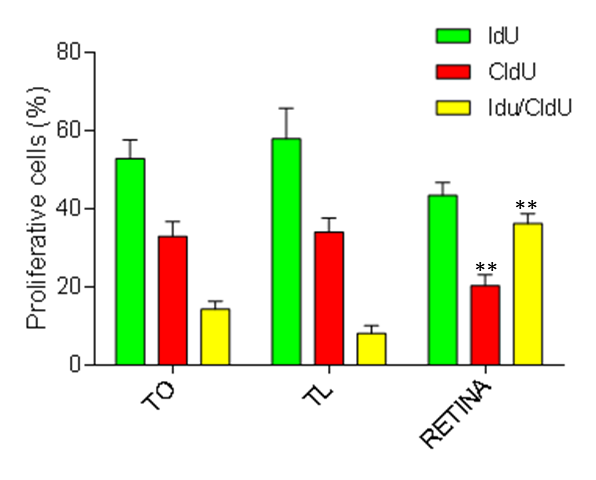 IdU
CldU
Idu/CldU
Proliferative cells (%)
80
60
40
20
0
**
**
TO
TL
RETINA